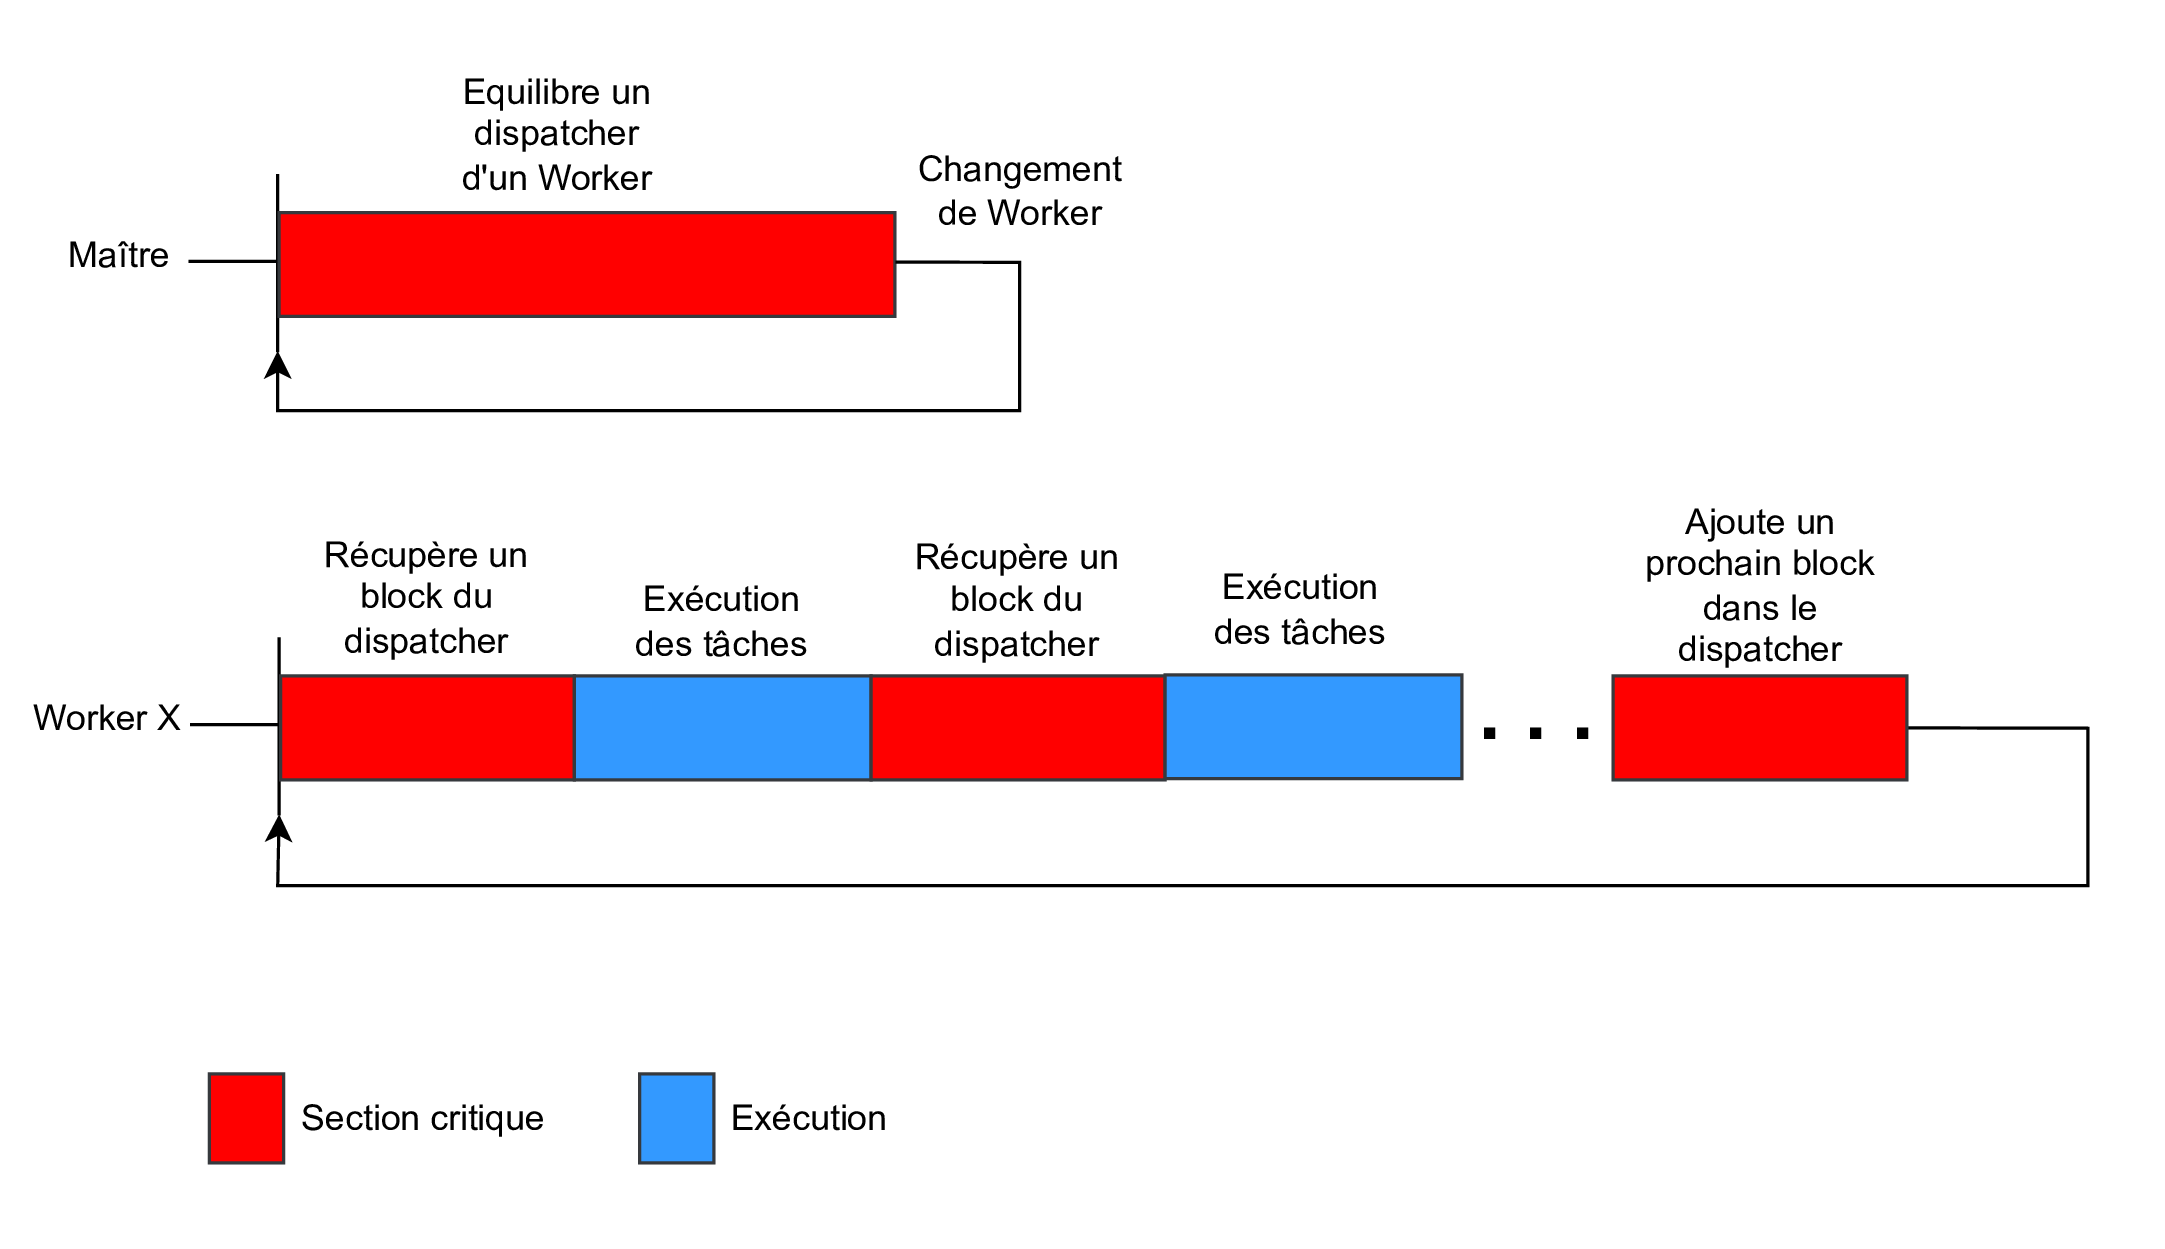 Equilibre un
dispatcher
d'un Worker
Changement
de Worker
Maître
Récupère un
block du
dispatcher
Exécution
des tâches
Récupère un
block du
dispatcher
Exécution
des tâches
Ajoute un
prochain block
dans le
dispatcher
Worker X
Section critique
Exécution